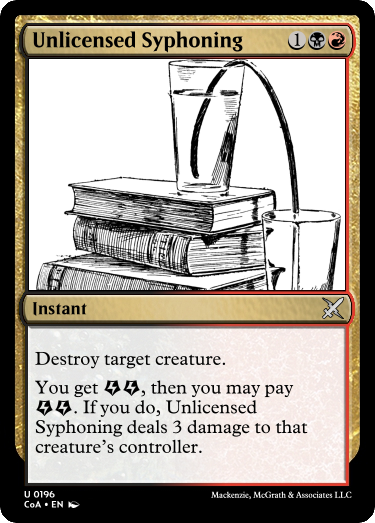 Unlicensed Syphoning 1
Instant
Destroy target creature.
You get, then you may pay
. If you do, Unlicensed
Syphoning deals 3 damage to that
creature's controller.
U 0196
CoA • EN
Mackenzie, McGrath & Associates LLC